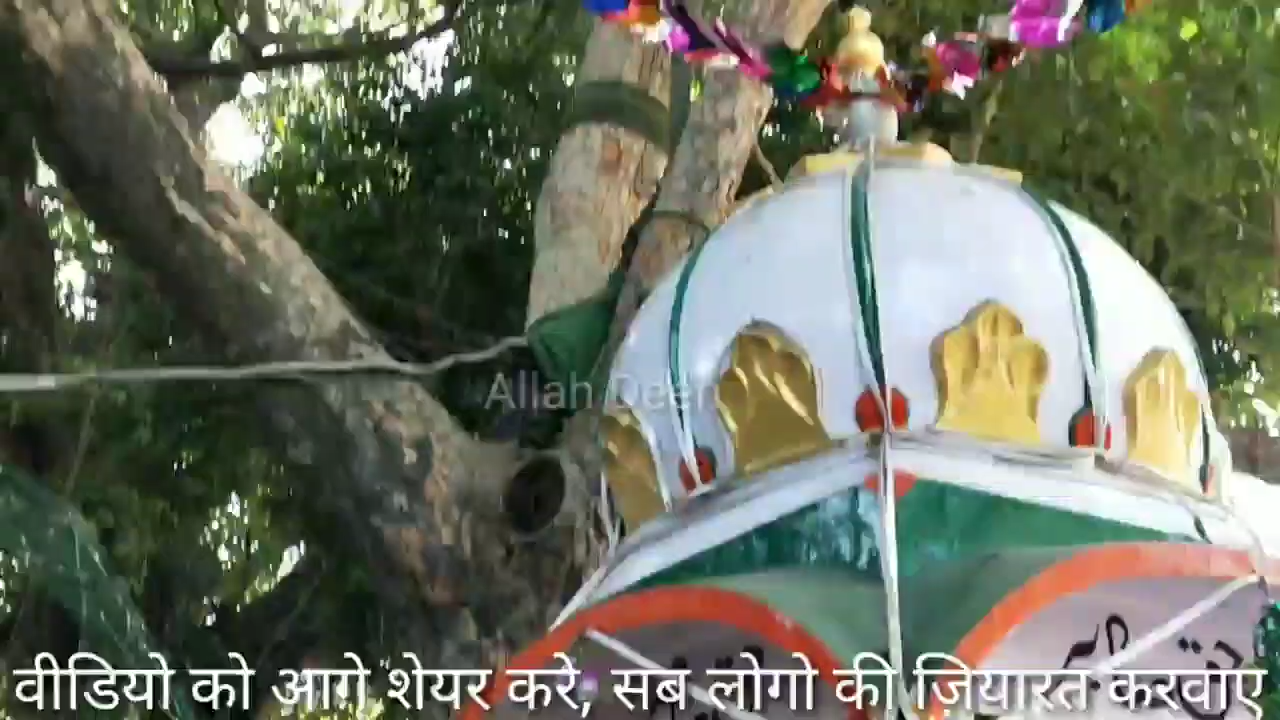 Allah Deen
वीडियो को आगे शेयर करे, सब लोगो की ज़ियारत करवाए